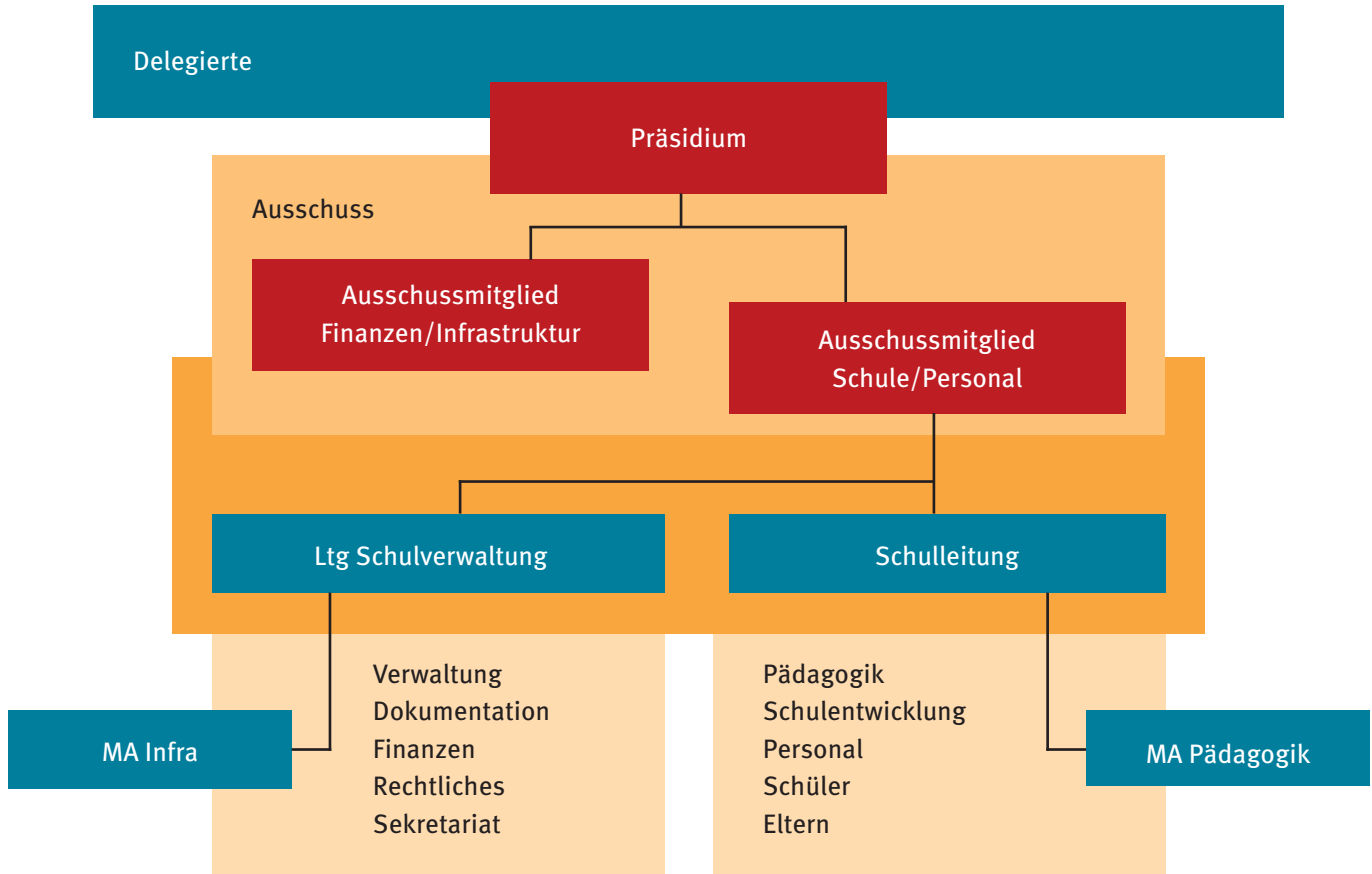 Delegierte
Präsidium
Ausschuss
Ausschussmitglied
Finanzen/Infrastruktur
Ausschussmitglied
Schule/Personal
Ltg Schulverwaltung
Schulleitung
Verwaltung
Dokumentation
Finanzen
Rechtliches
Sekretariat
Pädagogik
Schulentwicklung
Personal
Schüler
Eltern
MA Infra
MA Pädagogik